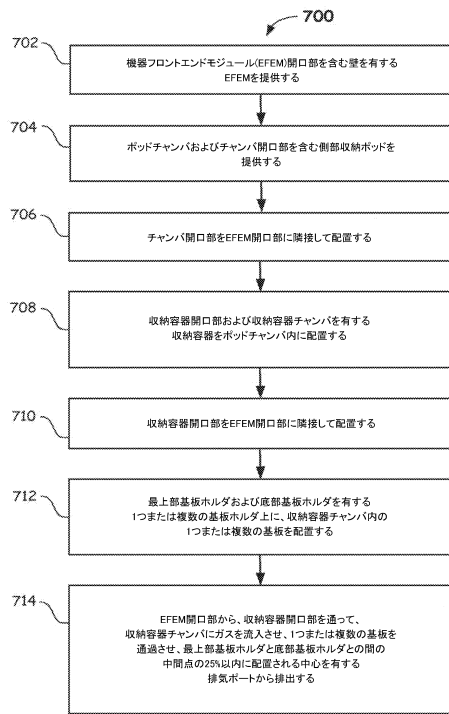 700
702
機器フロントエンドモジュール(EFEM)開口部を含む壁を有する
EFEMを提供する
704
ポッドチャンバおよびチャンバ開口部を含む側部収納ポッドを
提供する
706
チャンバ開口部をEFEM開口部に隣接して配置する
708
収納容器開口部および収納容器チャンバを有する
収納容器をポッドチャンバ内に配置する
710
収納容器開口部をEFEM開口部に隣接して配置する
712
最上部基板ホルダおよび底部基板ホルダを有する
1つまたは複数の基板ホルダ上に、収納容器チャンバ内の
1つまたは複数の基板を配置する
714
EFEM開口部から、収納容器開口部を通って、
収納容器チャンバにガスを流入させ、1つまたは複数の基板を
通過させ、最上部基板ホルダと底部基板ホルダとの間の
中間点の25%以内に配置される中心を有する
排気ポートから排出する